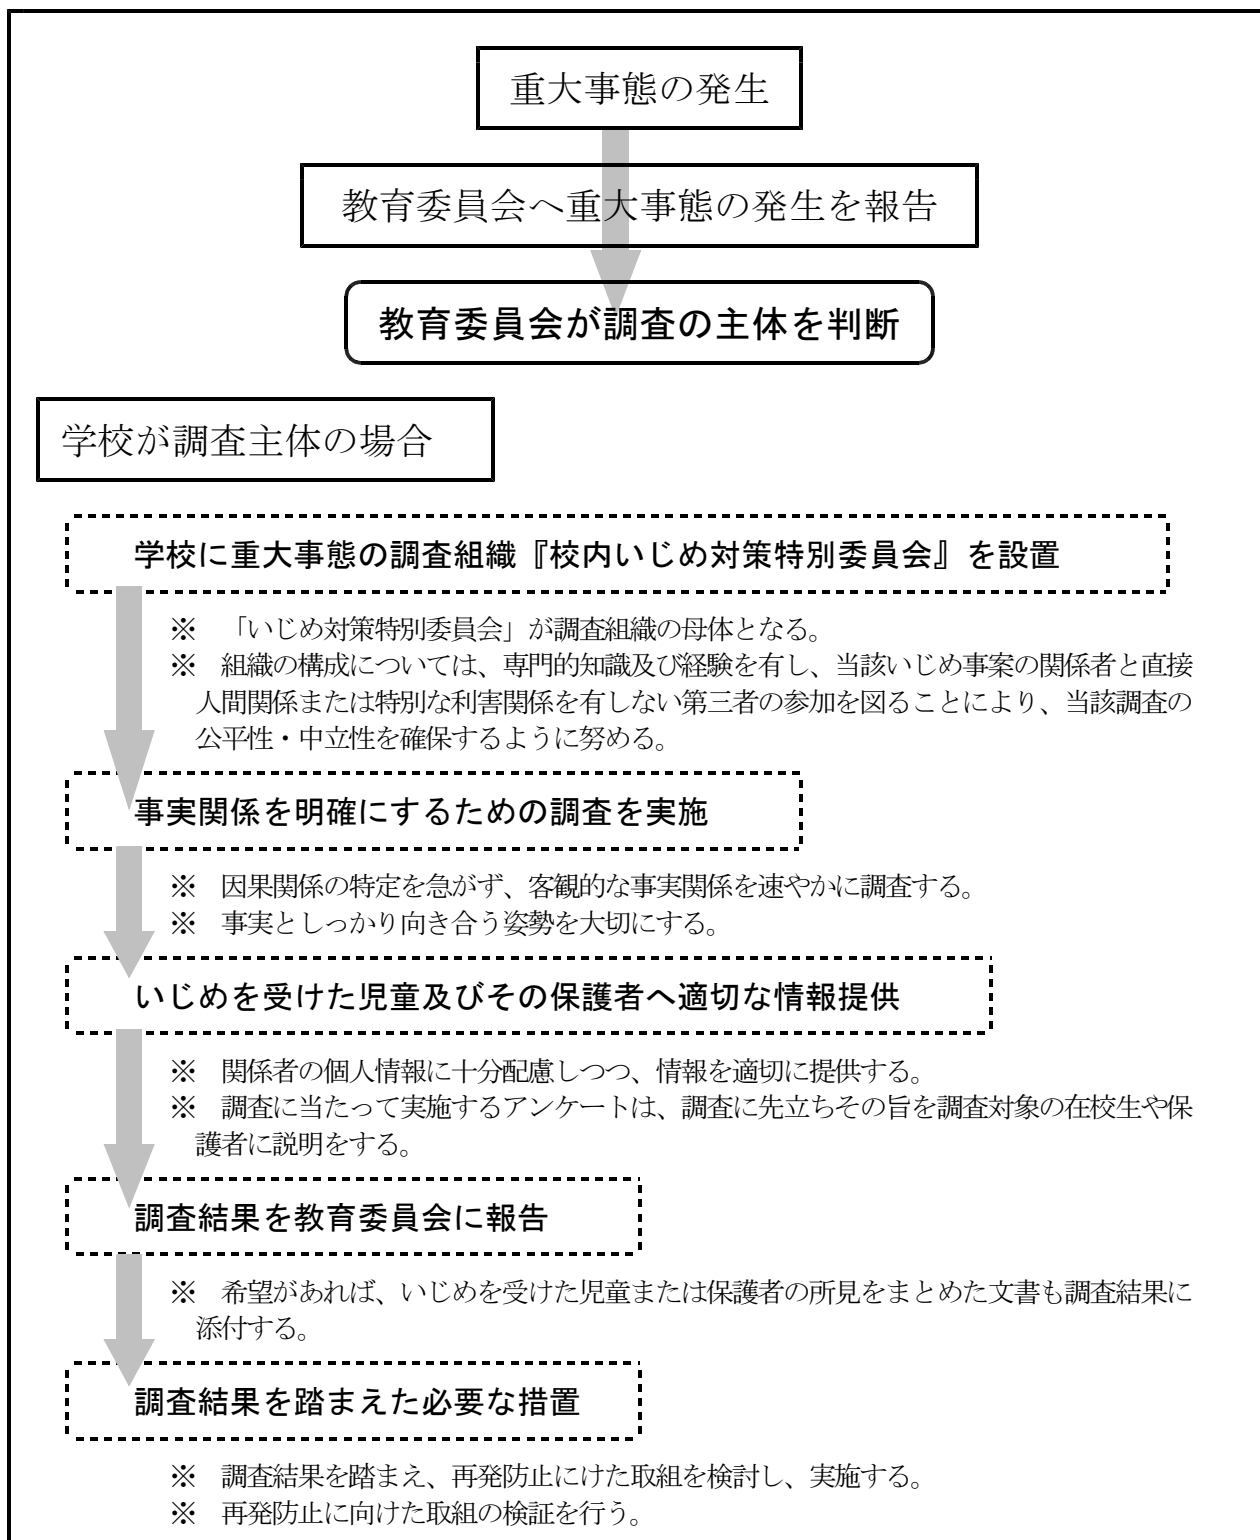 重大事態の発生
教育委員会へ重大事態の発生を報告
教育委員会が調査の主体を判断
学校が調査主体の場合
学校に重大事態の調査組織『校内いじめ対策特別委員会』を設置
※　「いじめ対策特別委員会」が調査組織の母体となる。
※　組織の構成については、専門的知識及び経験を有し、当該いじめ事案の関係者と直接
人間関係または特別な利害関係を有しない第三者の参加を図ることにより、当該調査の
公平性・中立性を確保するように努める。
事実関係を明確にするための調査を実施
※　因果関係の特定を急がず、客観的な事実関係を速やかに調査する。
※　事実としっかり向き合う姿勢を大切にする。
いじめを受けた児童及びその保護者へ適切な情報提供
※　関係者の個人情報に十分配慮しつつ、情報を適切に提供する。
※　調査に当たって実施するアンケートは、調査に先立ちその旨を調査対象の在校生や保
護者に説明をする。
調査結果を教育委員会に報告
※　希望があれば、いじめを受けた児童または保護者の所見をまとめた文書も調査結果に
添付する。
調査結果を踏まえた必要な措置
※　調査結果を踏まえ、再発防止にけた取組を検討し、実施する。
※　再発防止に向けた取組の検証を行う。